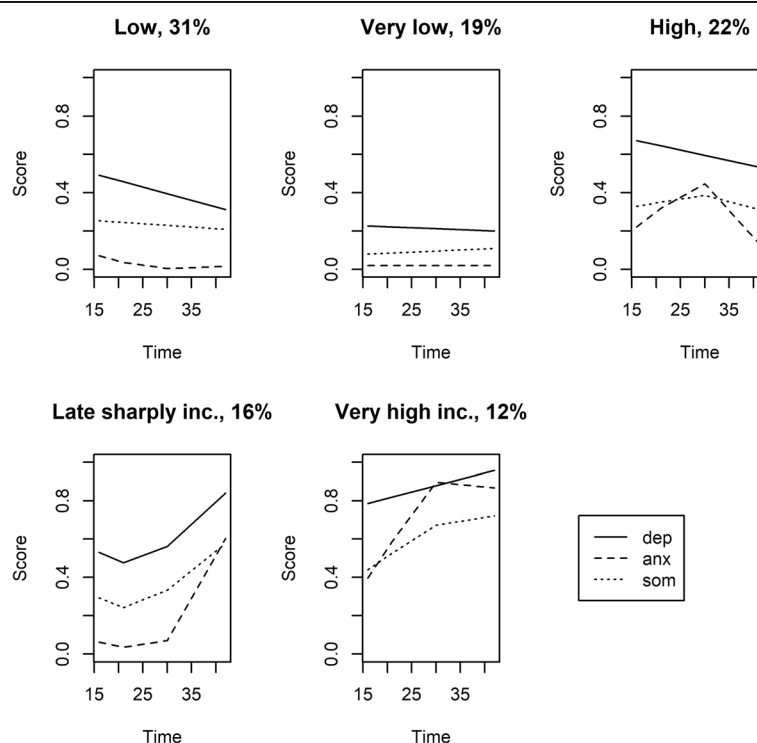 Low, 31%
Score
0.0 0.4 0.8
15 25 35
Time
Very low, 19%
Score
0.0 0.4 0.8
15 25 35
Time
High, 22%
Score
0.0 0.4 0.8
15 25 35
Time
Late sharply inc., 16%
Score
0.0 0.4 0.8
15 25 35
Time
Very high inc., 12%
Score
0.0 0.4 0.8
15 25 35
Time
dep
anx
som